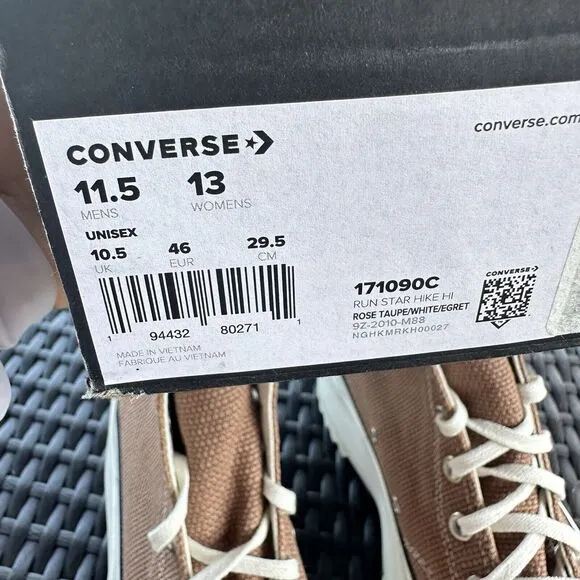 CONVERSE
converse.com
11.5 13
MENS WOMENS
UNISEX
10.5 46 29.5
UK EUR CM
1 94432 80271 1
MADE IN VIETNAM
FABRIQUÉ AU VIETNAM
CONVERSE
171090C
RUN STAR HIKE HI
ROSE TAUPE/WHITE/EGRET
9Z-2010-M88
NGHKMRKH00027